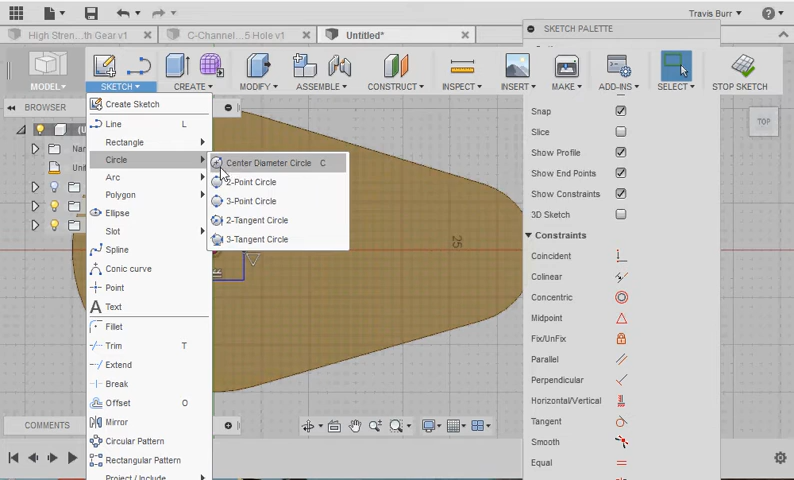 Travis Burr
High Stren...th Gear v1
C-Channel...5 Hole v1
Untitled*
SKETCH PALETTE
MODEL
SKETCH
CREATE
MODIFY
ASSEMBLE
CONSTRUCT
INSPECT
INSERT
MAKE
ADD-INS
SELECT
STOP SKETCH
BROWSER
TOP
Create Sketch
Line L
Rectangle
Circle
Arc
Polygon
Ellipse
Slot
Spline
Conic curve
Point
Text
Fillet
Trim T
Extend
Break
Offset O
Mirror
Circular Pattern
Rectangular Pattern
Project / Include
Center Diameter Circle C
2-Point Circle
3-Point Circle
2-Tangent Circle
3-Tangent Circle
25
Snap
Slice
Show Profile
Show End Points
Show Constraints
3D Sketch
Constraints
Coincident
Colinear
Concentric
Midpoint
Fix/UnFix
Parallel
Perpendicular
Horizontal/Vertical
Tangent
Smooth
Equal
COMMENTS